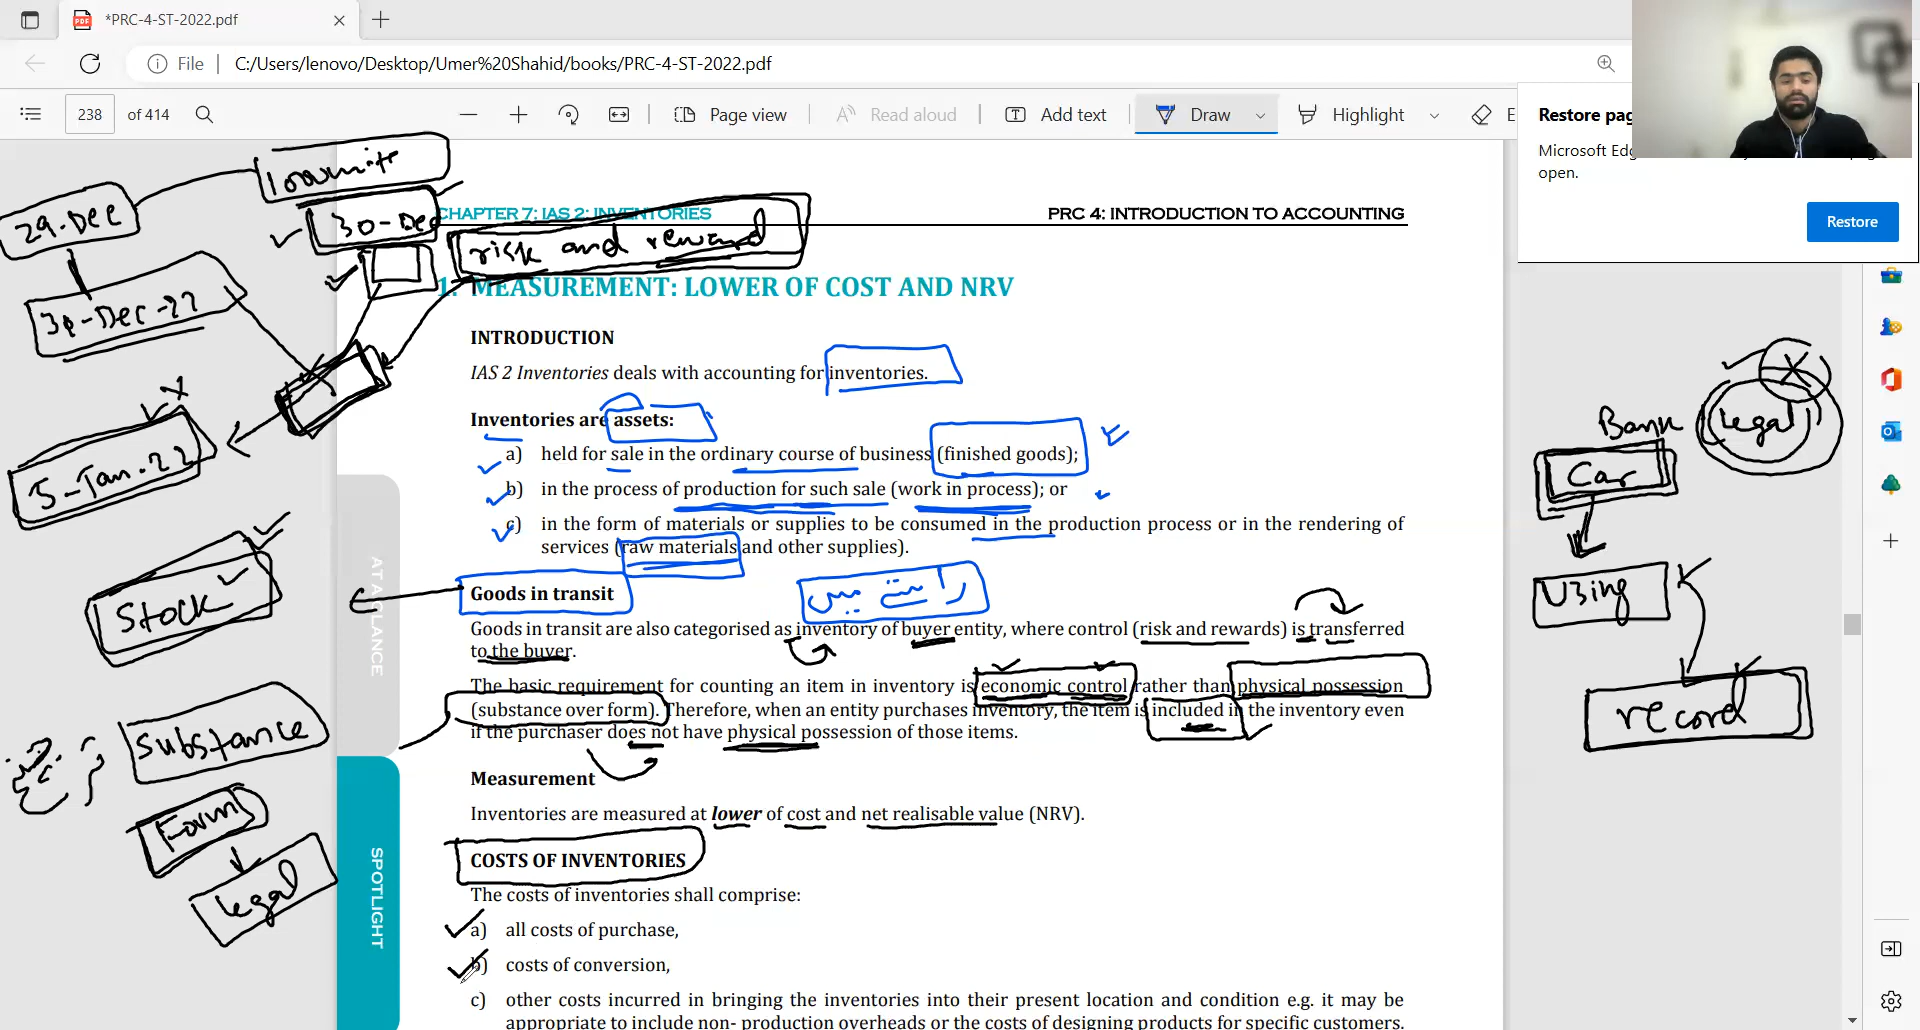 *PRC-4-ST-2022.pdf
File
C:/Users/lenovo/Desktop/Umer%20Shahid/books/PRC-4-ST-2022.pdf
238 of 414
Page view
Read aloud
Add text
Draw
Highlight
E
Restore pag
Microsoft Edg
open.
Restore
29-Dec
30-Dec
risk and reward
5-Jan-22
Stock
Substance
Form
legal
AT A GLANCE
SPOTLIGHT
CHAPTER 7: IAS 2: INVENTORIES
PRC 4: INTRODUCTION TO ACCOUNTING
1. MEASUREMENT: LOWER OF COST AND NRV
INTRODUCTION
IAS 2 Inventories deals with accounting for inventories.
Inventories are assets:
a) held for sale in the ordinary course of business (finished goods);
b) in the process of production for such sale (work in process); or
c) in the form of materials or supplies to be consumed in the production process or in the rendering of
services (raw materials and other supplies).
Goods in transit
Goods in transit are also categorised as inventory of buyer entity, where control (risk and rewards) is transferred
to the buyer.
The basic requirement for counting an item in inventory is economic control rather than physical possession
(substance over form). Therefore, when an entity purchases inventory, the item is included in the inventory even
if the purchaser does not have physical possession of those items.
Measurement
Inventories are measured at lower of cost and net realisable value (NRV).
COSTS OF INVENTORIES
The costs of inventories shall comprise:
a) all costs of purchase,
b) costs of conversion,
c) other costs incurred in bringing the inventories into their present location and condition e.g. it may be
appropriate to include non- production overheads or the costs of designing products for specific customers.
Bank
legal
Car
Using
record